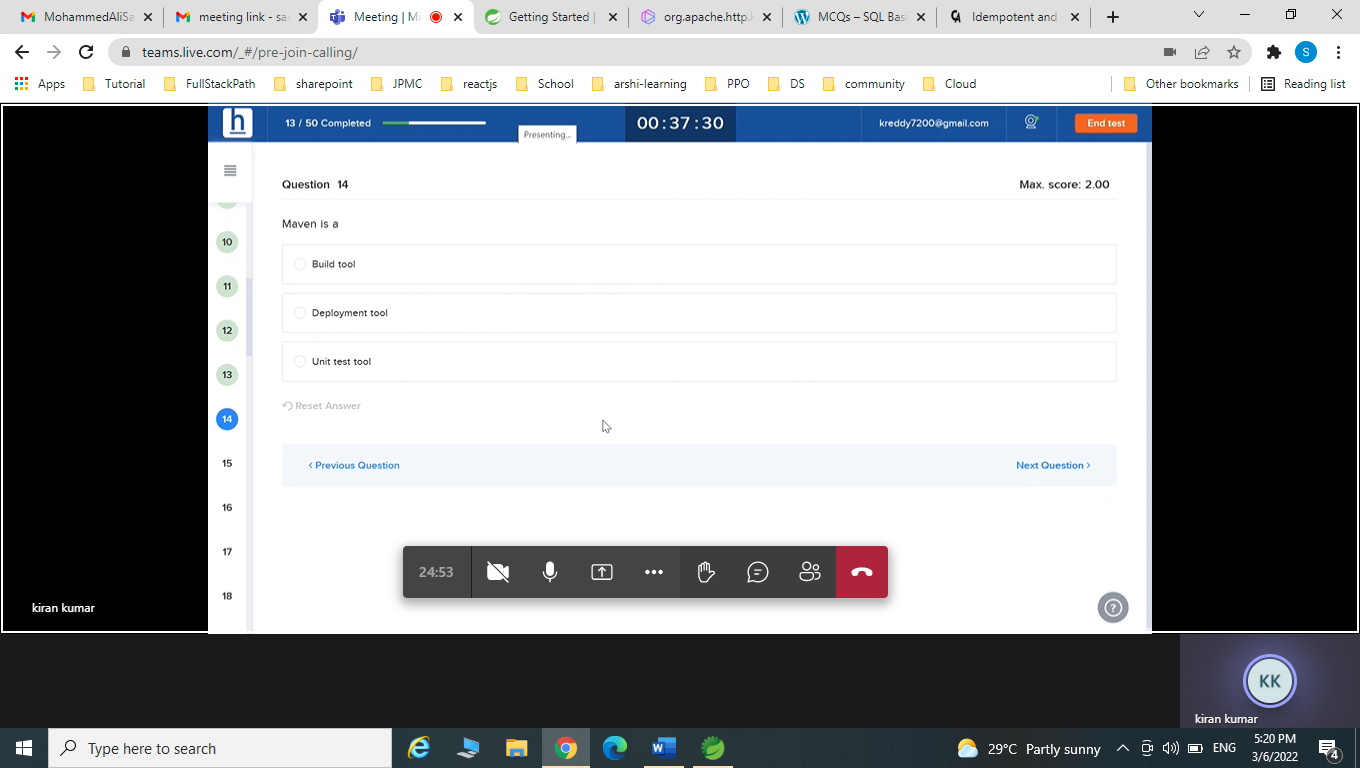 MohammedAliSa
meeting link - sa
Meeting | Mi
Getting Started |
org.apache.http.
MCQs – SQL Bas
Idempotent and
teams.live.com/_#/pre-join-calling/
S
Apps
Tutorial
FullStackPath
sharepoint
JPMC
reactjs
School
arshi-learning
PPO
DS
community
Cloud
Other bookmarks
Reading list
h
13 / 50 Completed
Presenting...
00:37:30
kreddy7200@gmail.com
End test
Question 14
Max. score: 2.00
Maven is a
Build tool
Deployment tool
Unit test tool
Reset Answer
< Previous Question
Next Question >
10
11
12
13
14
15
16
17
18
24:53
?
kiran kumar
KK
kiran kumar
Type here to search
29°C Partly sunny
ENG
5:20 PM
3/6/2022
4